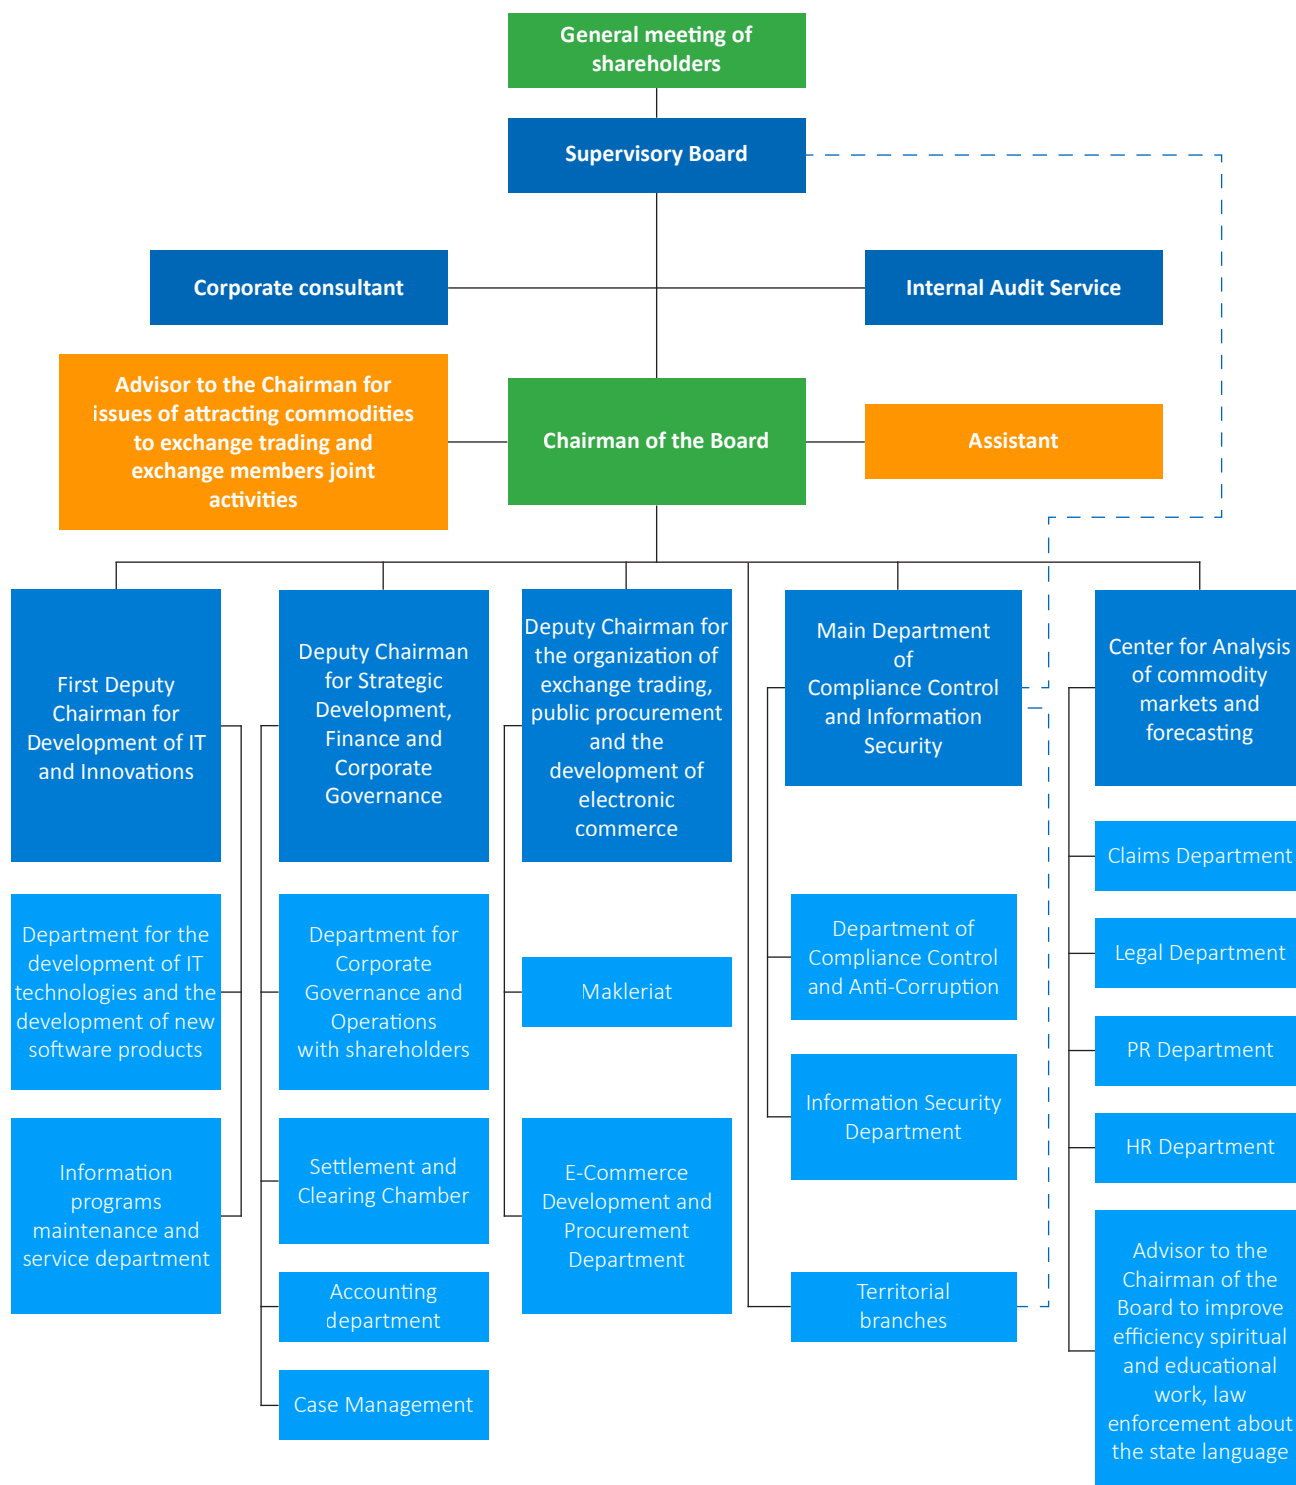 General meeting of
shareholders
Supervisory Board
Corporate consultant
Internal Audit Service
Advisor to the Chairman for
issues of attracting commodities
to exchange trading and
exchange members joint
activities
Chairman of the Board
Assistant
First Deputy
Chairman for
Development of IT
and Innovations
Deputy Chairman
for Strategic
Development,
Finance and
Corporate
Governance
Deputy Chairman for
the organization of
exchange trading,
public procurement
and the
development of
electronic
commerce
Main Department
of
Compliance Control
and Information
Security
Center for Analysis
of commodity
markets and
forecasting
Department for the
development of IT
technologies and the
development of new
software products
Information
programs
maintenance and
service department
Department for
Corporate
Governance and
Operations
with shareholders
Settlement and
Clearing Chamber
Accounting
department
Case Management
Makleriat
E-Commerce
Development and
Procurement
Department
Department of
Compliance Control
and Anti-Corruption
Information Security
Department
Territorial
branches
Claims Department
Legal Department
PR Department
HR Department
Advisor to the
Chairman of the
Board to improve
efficiency spiritual
and educational
work, law
enforcement about
the state language